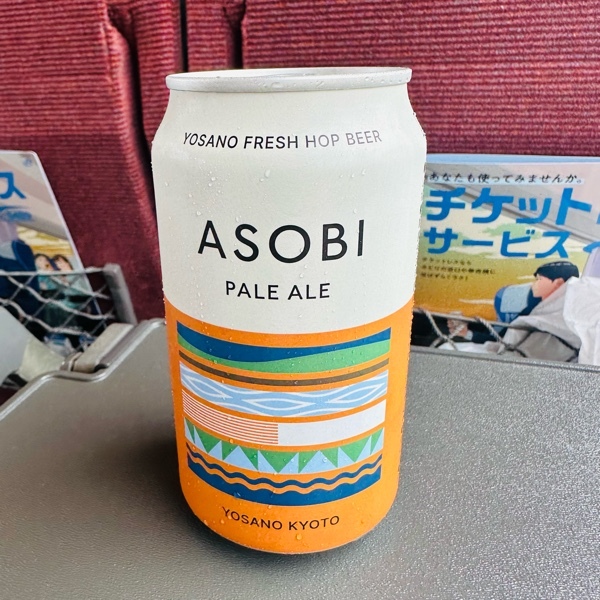 YOSANO FRESH HOP BEER
ASOBI
PALE ALE
YOSANO KYOTO
ス
あなたも使ってみませんか。
チケット
サービス